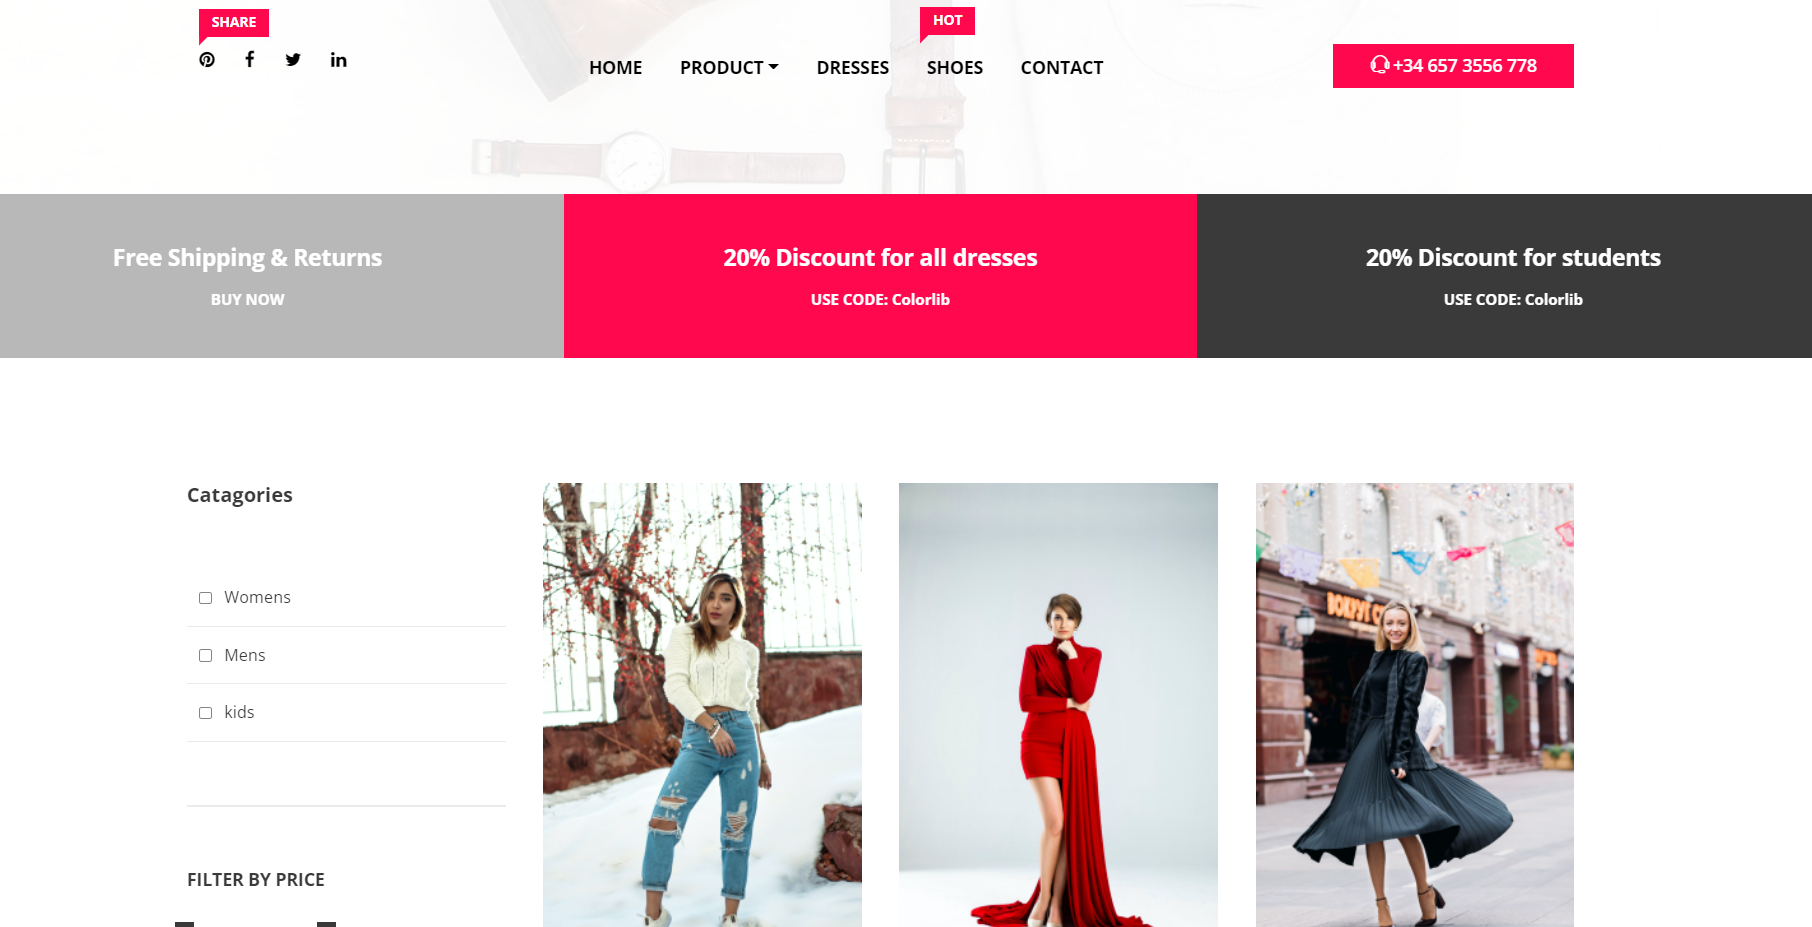 SHARE
HOT
HOME PRODUCT DRESSES SHOES CONTACT
+34 657 3556 778
Free Shipping & Returns
BUY NOW
20% Discount for all dresses
USE CODE: Colorlib
20% Discount for students
USE CODE: Colorlib
Catagories
Womens
Mens
kids
FILTER BY PRICE